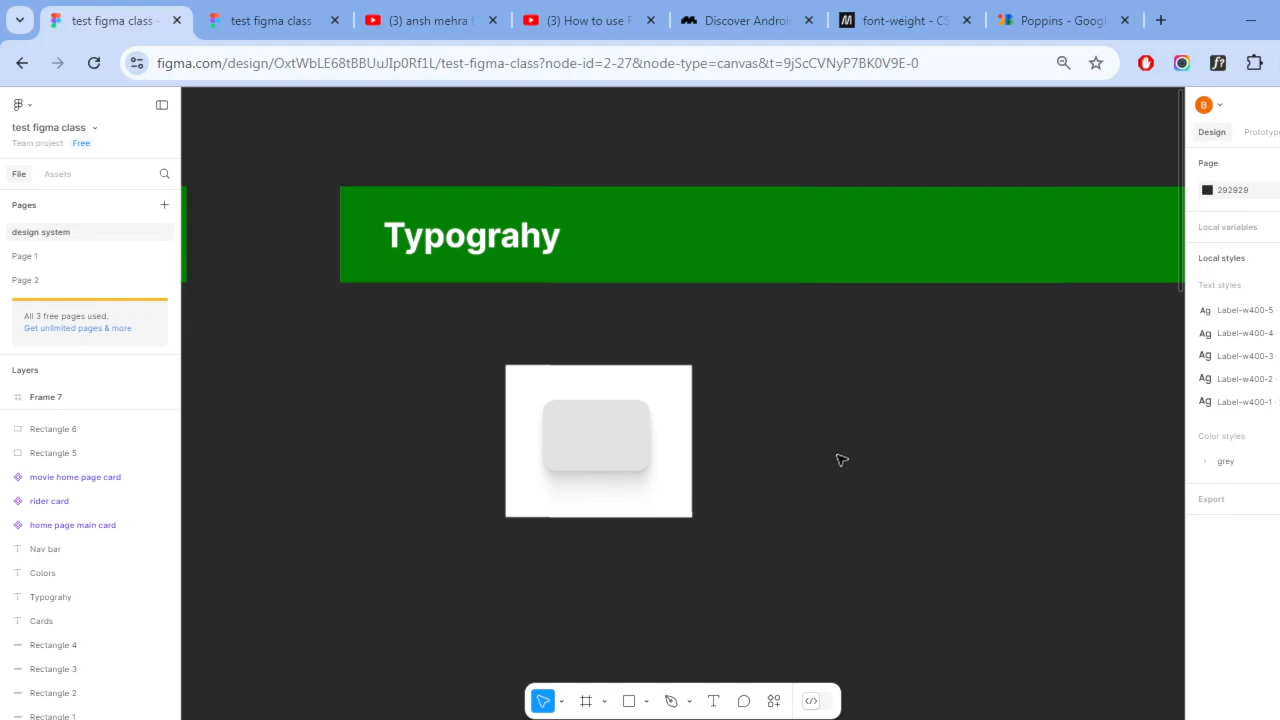 test figma class -
test figma class
(3) ansh mehra f
(3) How to use F
Discover Androi
font-weight - CS
Poppins - Googl
figma.com/design/OxtWbLE68tBBUuJIp0Rf1L/test-figma-class?node-id=2-27&node-type=canvas&t=9jScCVNyP7BK0V9E-0
test figma class
Team project Free
File Assets
Pages
design system
Page 1
Page 2
All 3 free pages used.
Get unlimited pages & more
Layers
Frame 7
Rectangle 6
Rectangle 5
movie home page card
rider card
home page main card
Nav bar
Colors
Typograhy
Cards
Rectangle 4
Rectangle 3
Rectangle 2
Rectangle 1
Typograhy
B
Design Prototype
Page
292929
Local variables
Local styles
Text styles
Ag Label-w400-5
Ag Label-w400-4
Ag Label-w400-3
Ag Label-w400-2
Ag Label-w400-1
Color styles
grey
Export